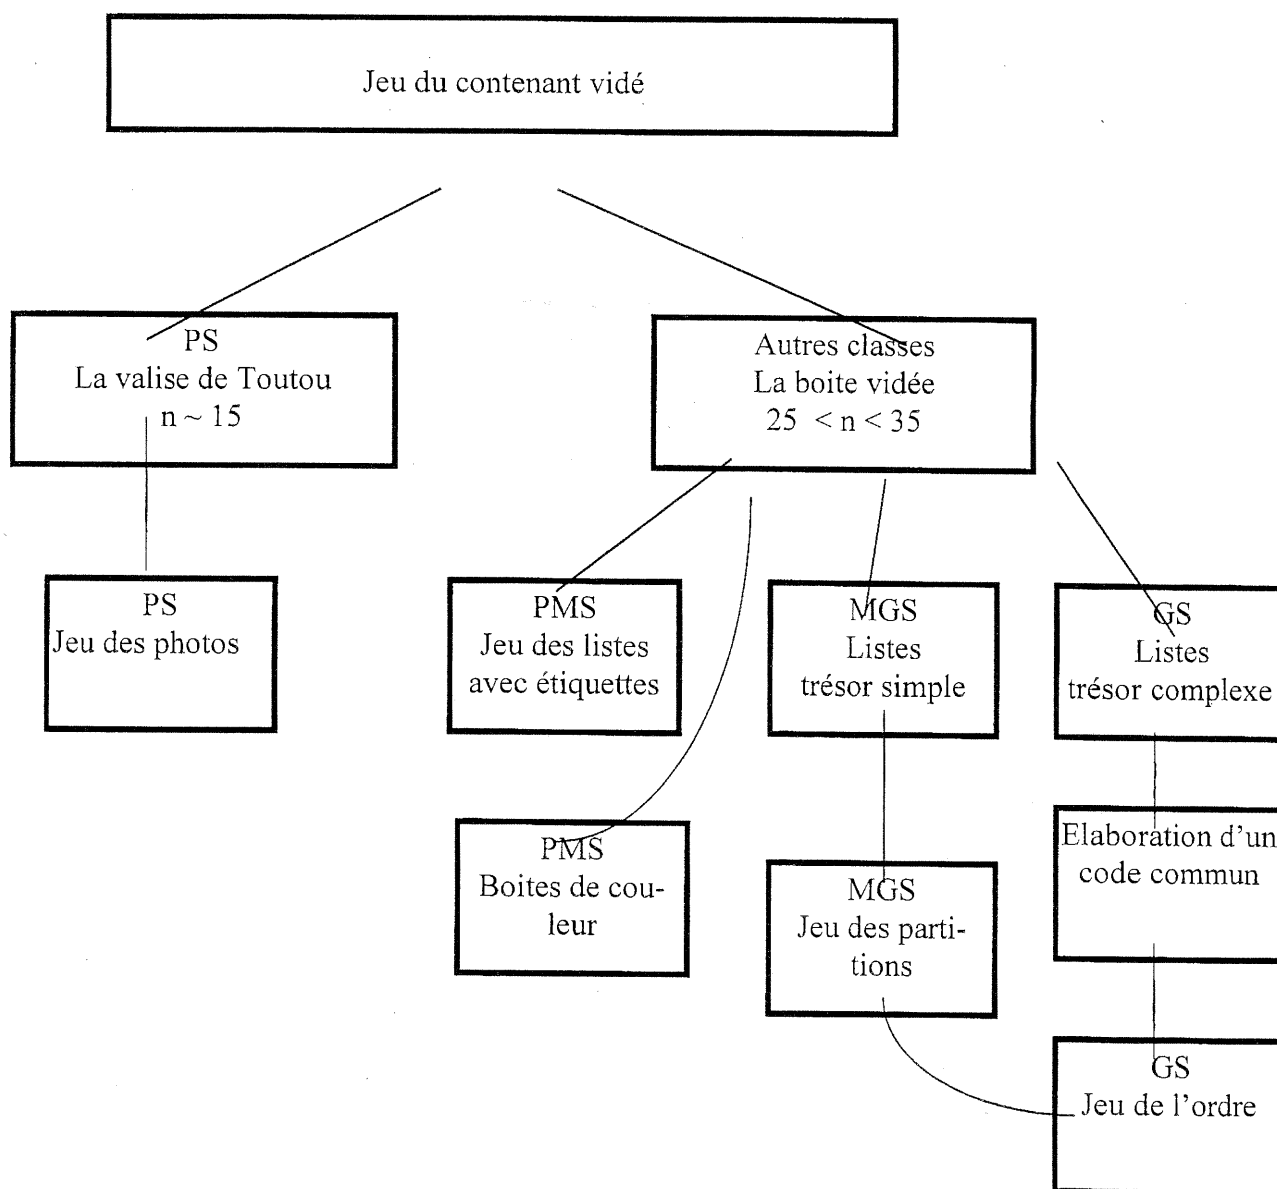 Jeu du contenant vidé
PS
La valise de Toutou
n ~ 15
Autres classes
La boite vidée
25 < n < 35
PS
Jeu des photos
PMS
Jeu des listes
avec étiquettes
MGS
Listes
trésor simple
GS
Listes
trésor complexe
PMS
Boites de cou-
leur
MGS
Jeu des parti-
tions
Elaboration d’un
code commun
GS
Jeu de l’ordre